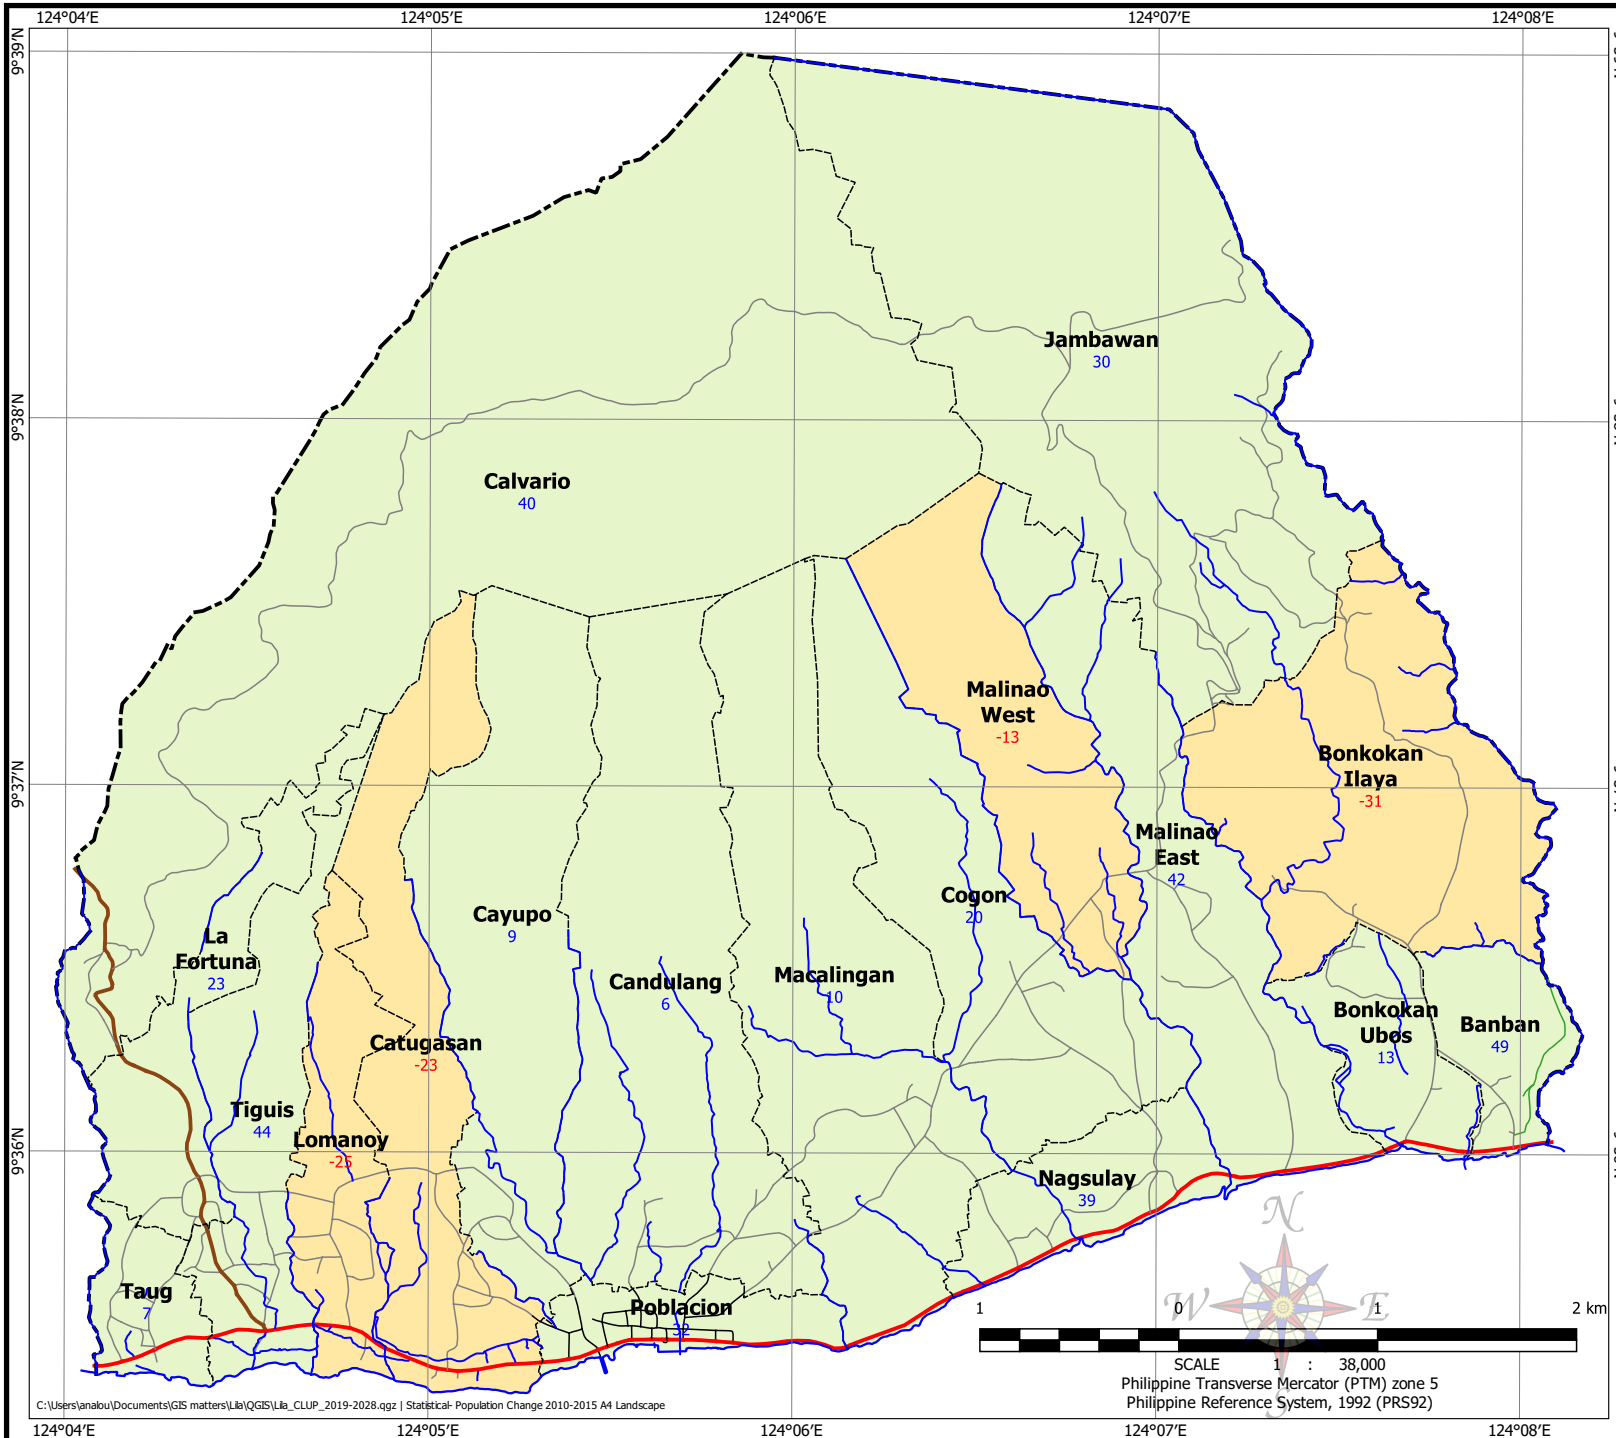 124°04'E 124°05'E 124°06'E 124°07'E 124°08'E
9°39'N
Jambawan
30
9°38'N
Calvario
40
Malinao
West
-13
Bonkokan
Ilaya
-31
9°37'N
Malinao
East
42
Cogon
20
Cayupo
9
La
Fortuna
23
Candulang
6
Macalingan
10
Bonkokan
Ubos
13
Banban
49
Catugasan
-23
Tiguis
44
Lomanoy
-25
9°36'N
Nagsulay
39
Taug
7
Poblacion
32
N
W E
S
1 0 1 2 km
SCALE 1 : 38,000
Philippine Transverse Mercator (PTM) zone 5
Philippine Reference System, 1992 (PRS92)
C:\Users\analou\Documents\GIS matters\Lila\QGIS\Lila_CLUP_2019-2028.qgz | Statistical- Population Change 2010-2015 A4 Landscape
124°04'E 124°05'E 124°06'E 124°07'E 124°08'E